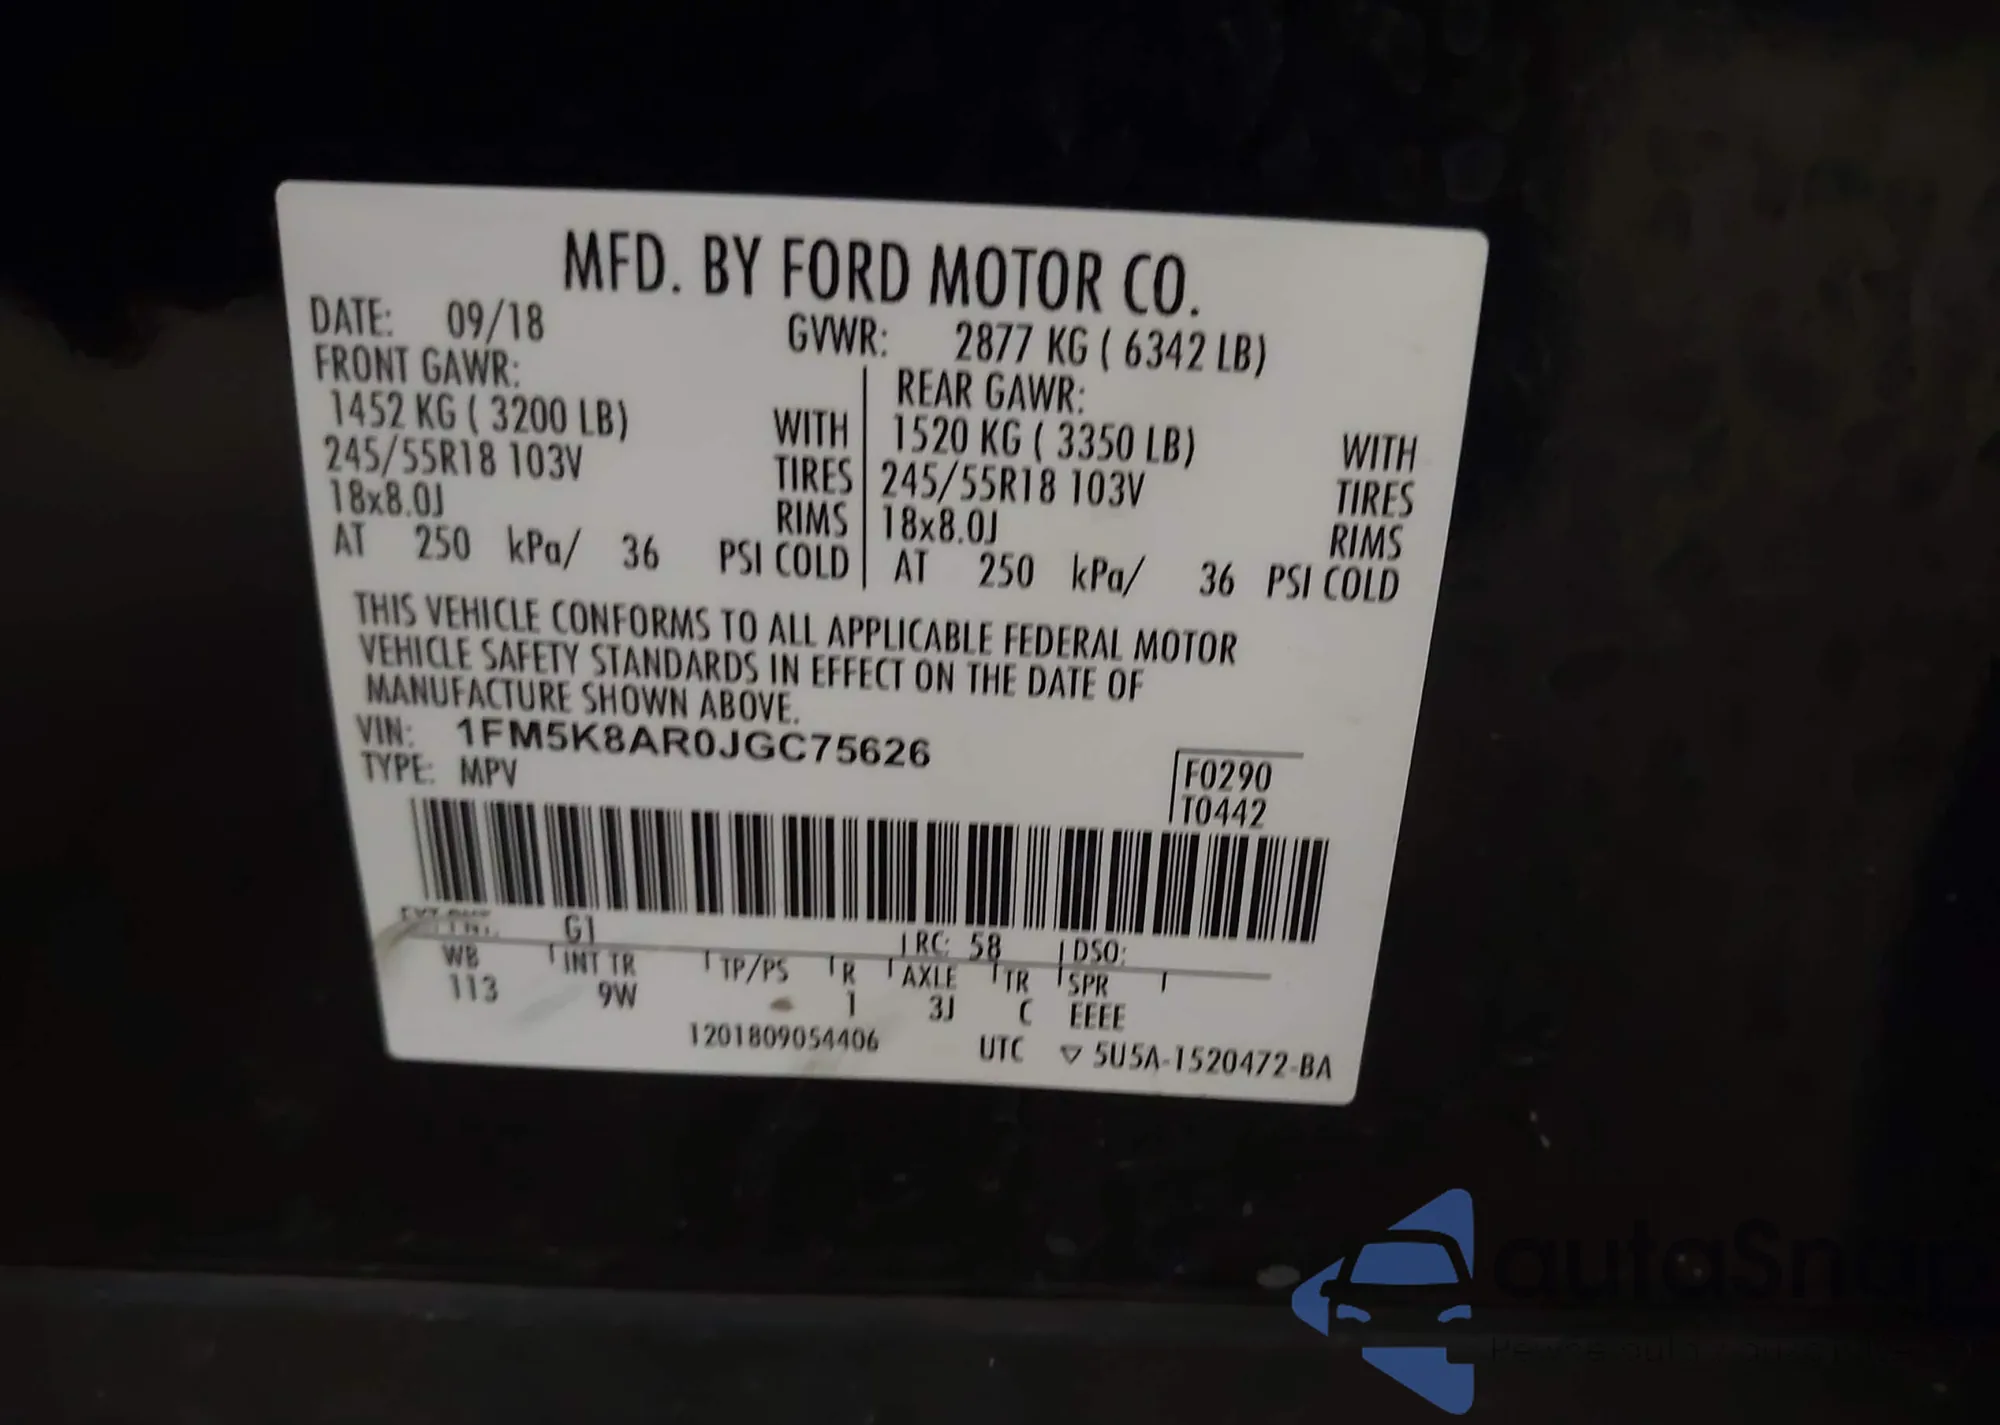 MFD. BY FORD MOTOR CO.
DATE: 09/18 GVWR: 2877 KG ( 6342 LB)
FRONT GAWR: REAR GAWR:
1452 KG ( 3200 LB) WITH 1520 KG ( 3350 LB) WITH
245/55R18 103V TIRES 245/55R18 103V TIRES
18x8.0J RIMS 18x8.0J RIMS
AT 250 kPa/ 36 PSI COLD AT 250 kPa/ 36 PSI COLD
THIS VEHICLE CONFORMS TO ALL APPLICABLE FEDERAL MOTOR
VEHICLE SAFETY STANDARDS IN EFFECT ON THE DATE OF
MANUFACTURE SHOWN ABOVE.
VIN: 1FM5K8AR0JGC75626
TYPE: MPV
F0290
T0442
G1 RC: 58 DSO:
WB INT TR TP/PS R AXLE TR SPR
113 9W 1 3J C EEEE
1201809054406 UTC ▽ 5U5A-1520472-BA